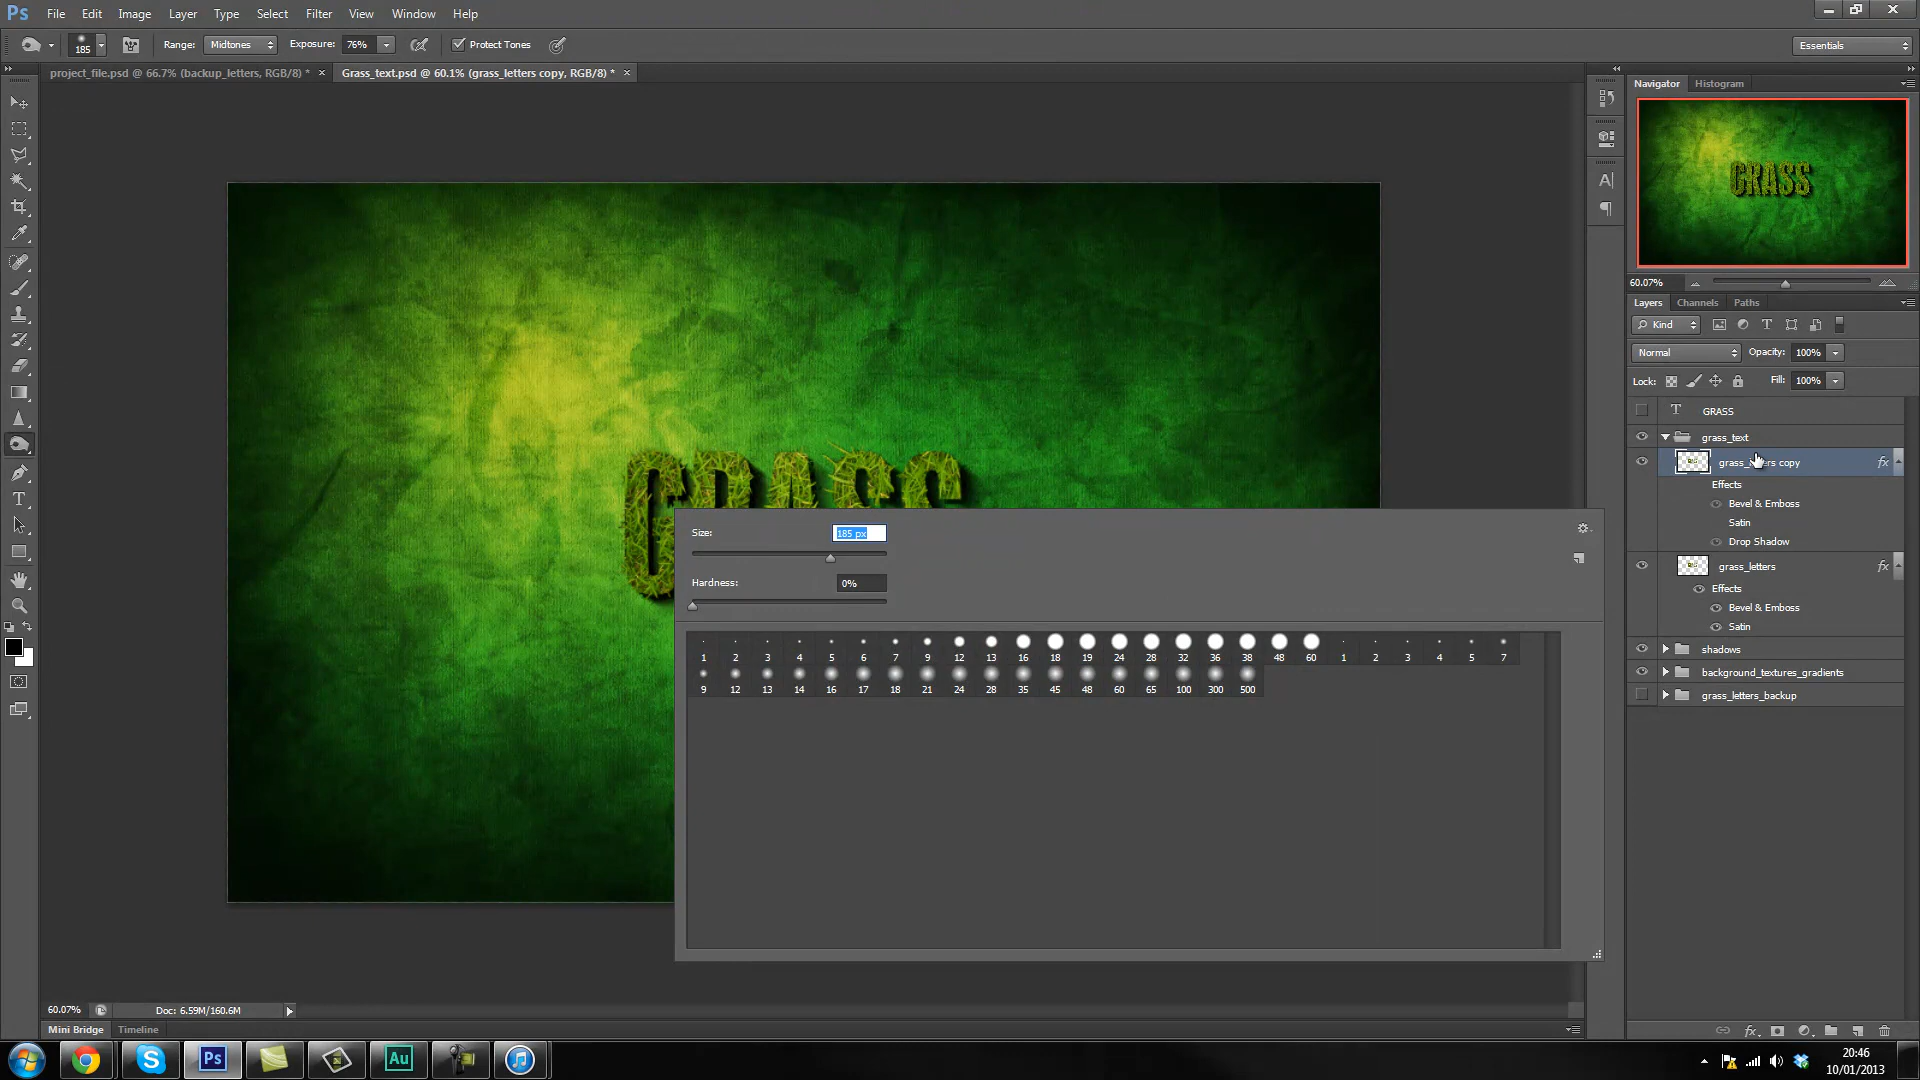 Ps File Edit Image Layer Type Select Filter Analysis View Window Help
185 Range: Midtones Exposure: 76% Protect Tones Essentials
project_file.psd @ 66.7% (backup_letters, RGB/8) * × Grass_text.psd @ 60.1% (grass_letters copy, RGB/8) * ×
Navigator Histogram
GRASS
60.07%
Layers Channels Paths
Kind
Normal Opacity: 100%
Lock: Fill: 100%
GRASS
grass_text
copy
Effects
Bevel & Emboss
Satin
Drop Shadow
grass_letters
Effects
Bevel & Emboss
Satin
shadows
background_textures_gradients
grass_letters_backup
GRASS
Size: 185 px
Hardness: 0%
1 2 3 4 5 6 7 9 12 13 16 18 19 24 28 32 36 38 48 60 1 2 3 4 5 7
9 12 13 14 16 17 18 21 24 28 35 45 48 60 65 100 300 500
60.07% Doc: 6.59M/160.6M
Mini Bridge Timeline
Ps Au
20:46
10/01/2013